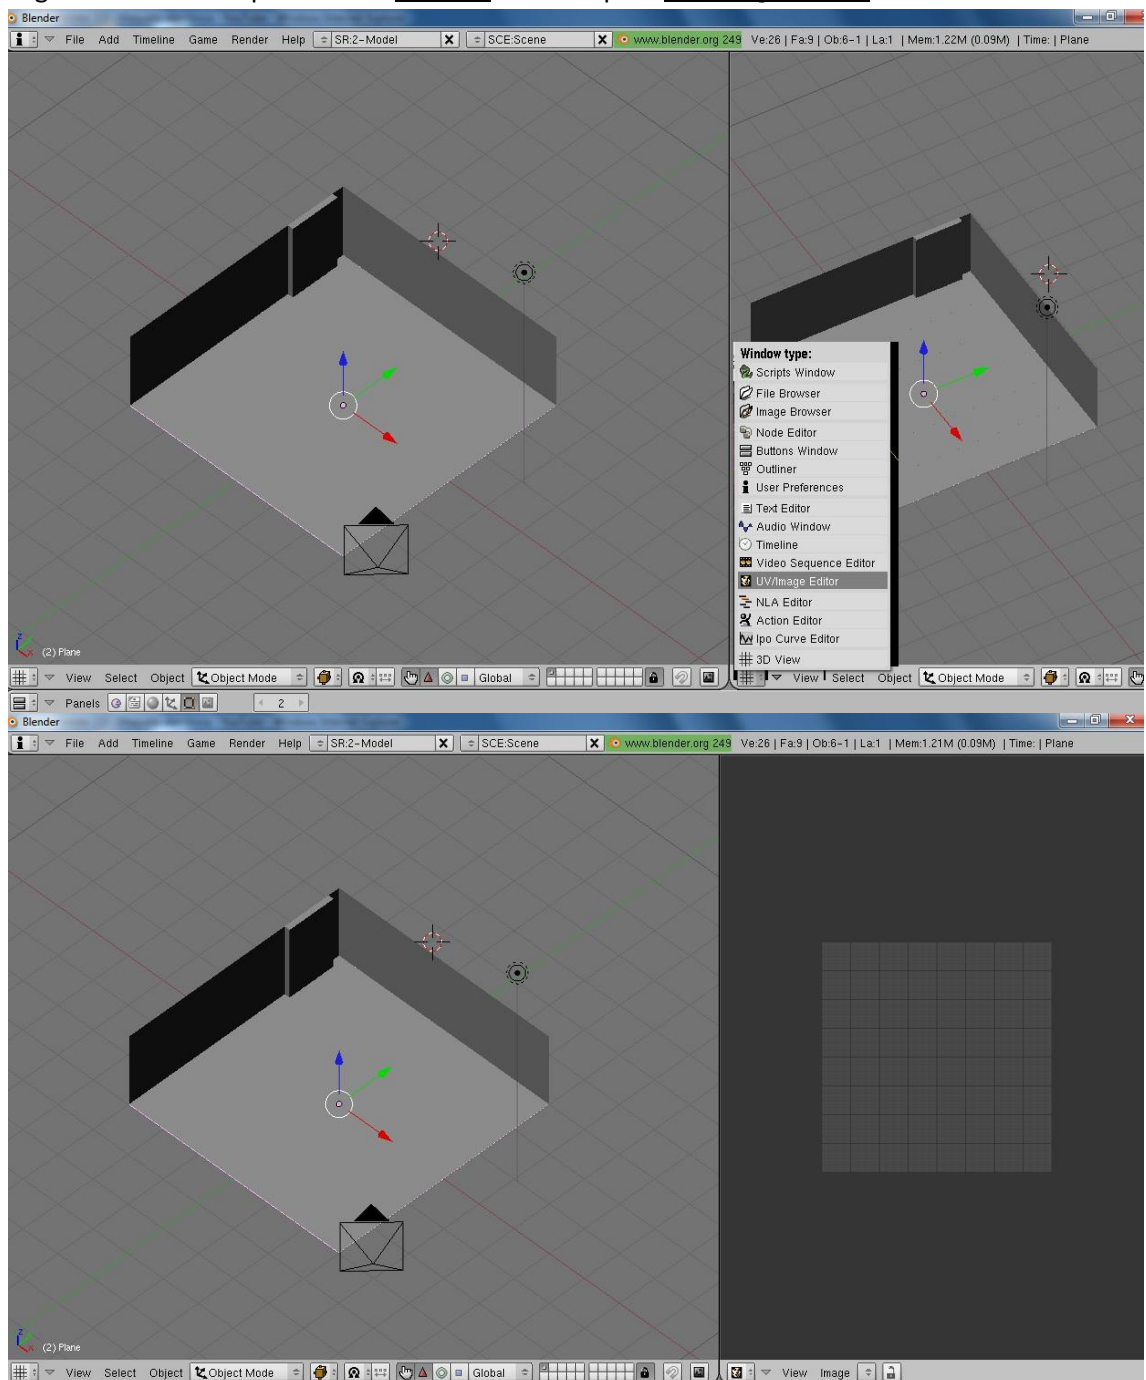 Blender
File Add Timeline Game Render Help SR:2-Model SCE:Scene www.blender.org 249 Ve:26 | Fa:9 | Ob:6-1 | La:1 | Mem:1.22M (0.09M) | Time: | Plane
Window type:
Scripts Window
File Browser
Image Browser
Node Editor
Buttons Window
Outliner
User Preferences
Text Editor
Audio Window
Timeline
Video Sequence Editor
UV/Image Editor
NLA Editor
Action Editor
Ipo Curve Editor
3D View
z
x (2) Plane
View Select Object Object Mode Global View Select Object Object Mode
Panels 2
Blender
File Add Timeline Game Render Help SR:2-Model SCE:Scene www.blender.org 249 Ve:26 | Fa:9 | Ob:6-1 | La:1 | Mem:1.21M (0.09M) | Time: | Plane
z
x (2) Plane
View Select Object Object Mode Global View Image